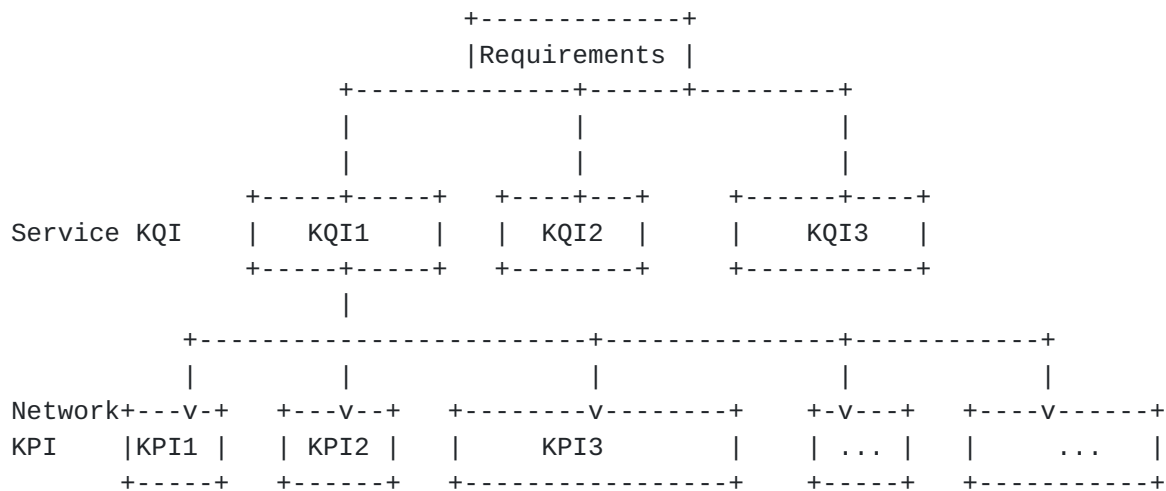 Requirements
Service KQI KQI1 KQI2 KQI3
Network
KPI KPI1 KPI2 KPI3 ... ...